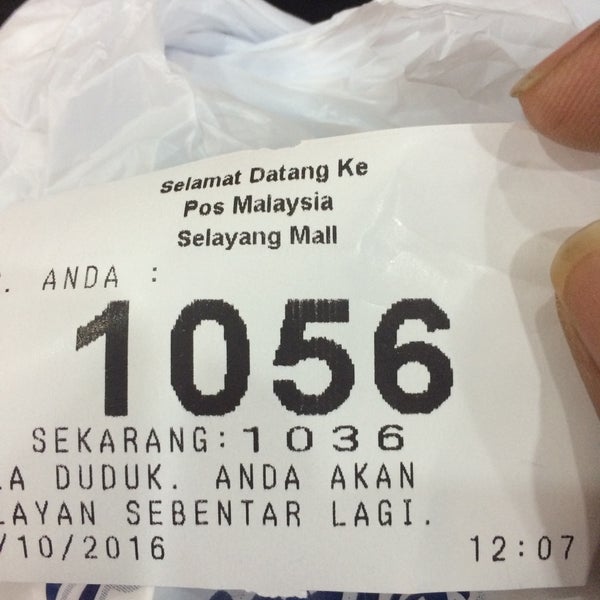 Selamat Datang Ke
Pos Malaysia
Selayang Mall
. ANDA :
1056
SEKARANG:1036
A DUDUK. ANDA AKAN
LAYAN SEBENTAR LAGI.
/10/2016 12:07